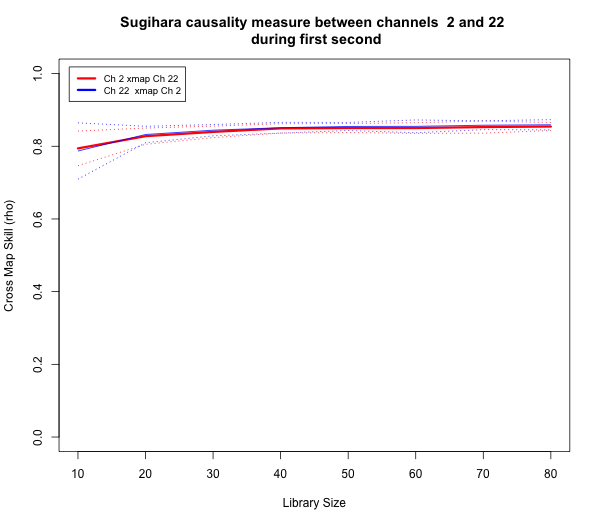 Sugihara causality measure between channels  2 and 22
during first second
Ch 2 xmap Ch 22
Ch 22  xmap Ch 2
1.0
0.8
0.6
0.4
0.2
0.0
Cross Map Skill (rho)
10 20 30 40 50 60 70 80
Library Size